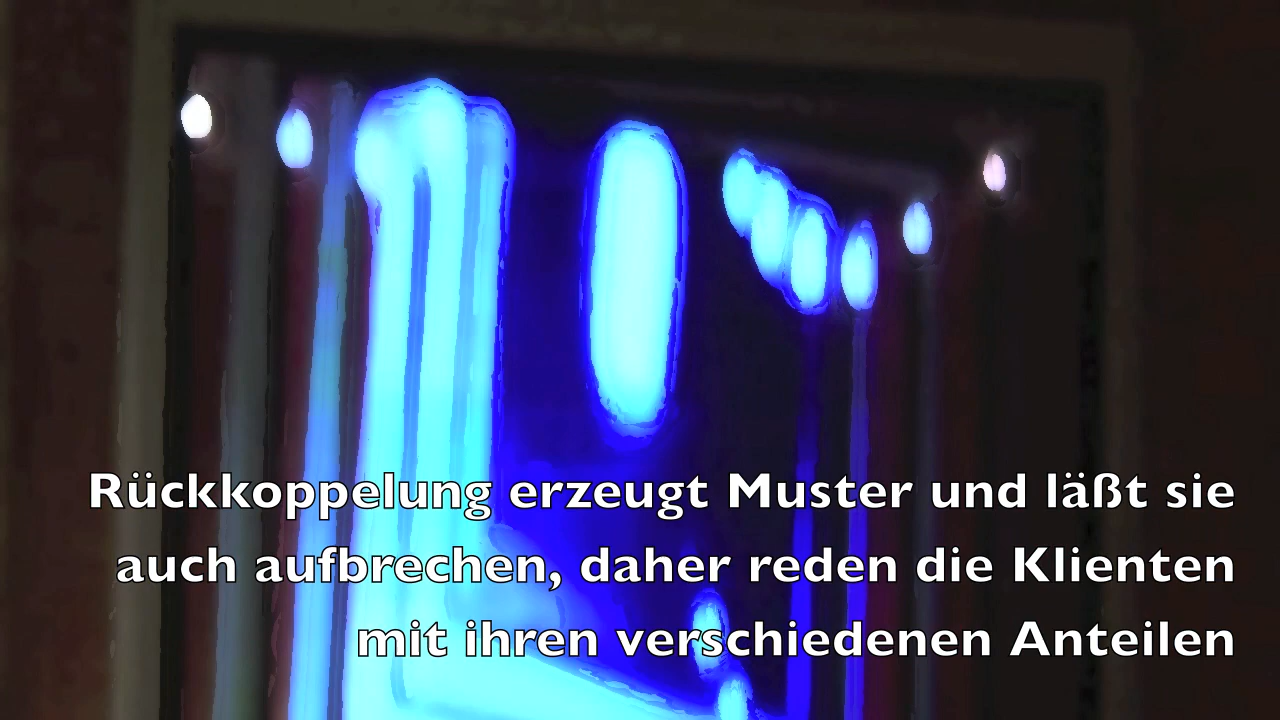 Rückkoppelung erzeugt Muster und läßt sie
auch aufbrechen, daher reden die Klienten
mit ihren verschiedenen Anteilen